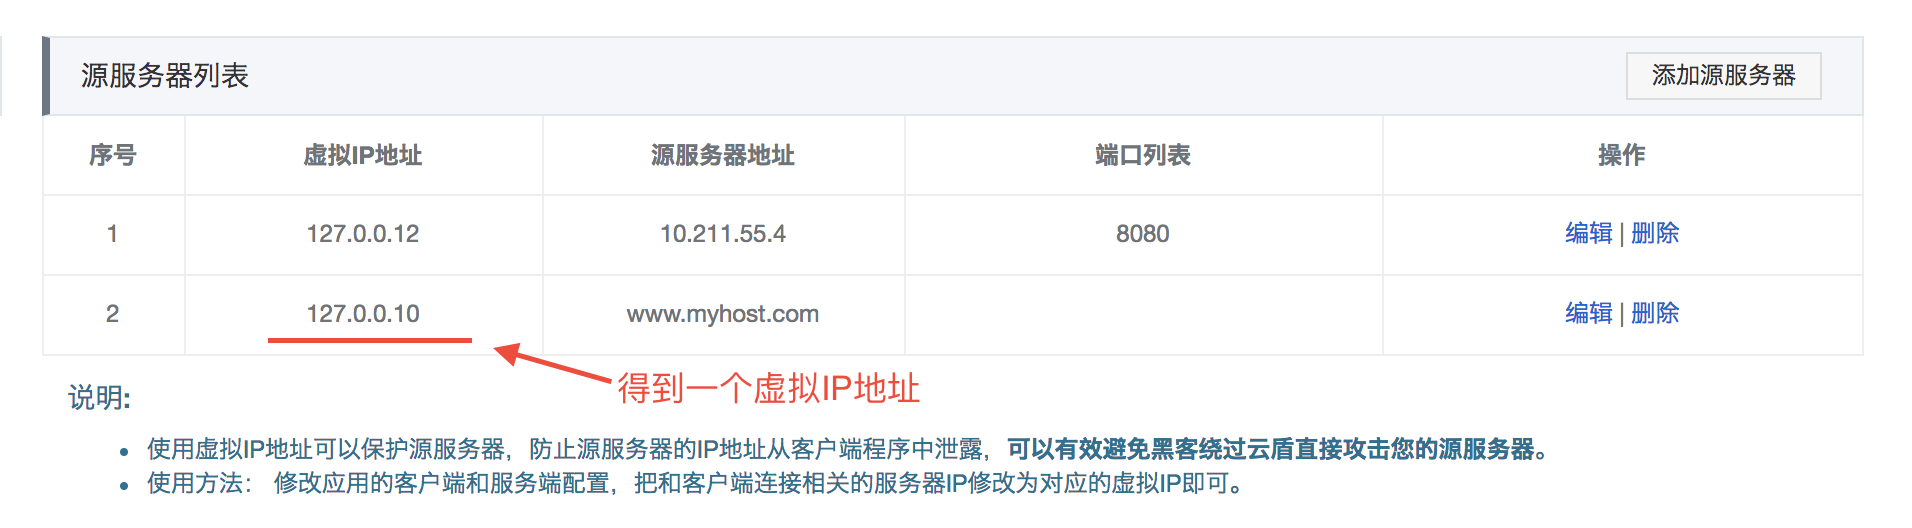 源服务器列表 添加源服务器
序号 虚拟IP地址 源服务器地址 端口列表 操作
1 127.0.0.12 10.211.55.4 8080 编辑 | 删除
2 127.0.0.10 www.myhost.com 编辑 | 删除
得到一个虚拟IP地址
说明:
• 使用虚拟IP地址可以保护源服务器，防止源服务器的IP地址从客户端程序中泄露，可以有效避免黑客绕过云盾直接攻击您的源服务器。
• 使用方法： 修改应用的客户端和服务端配置，把和客户端连接相关的服务器IP修改为对应的虚拟IP即可。